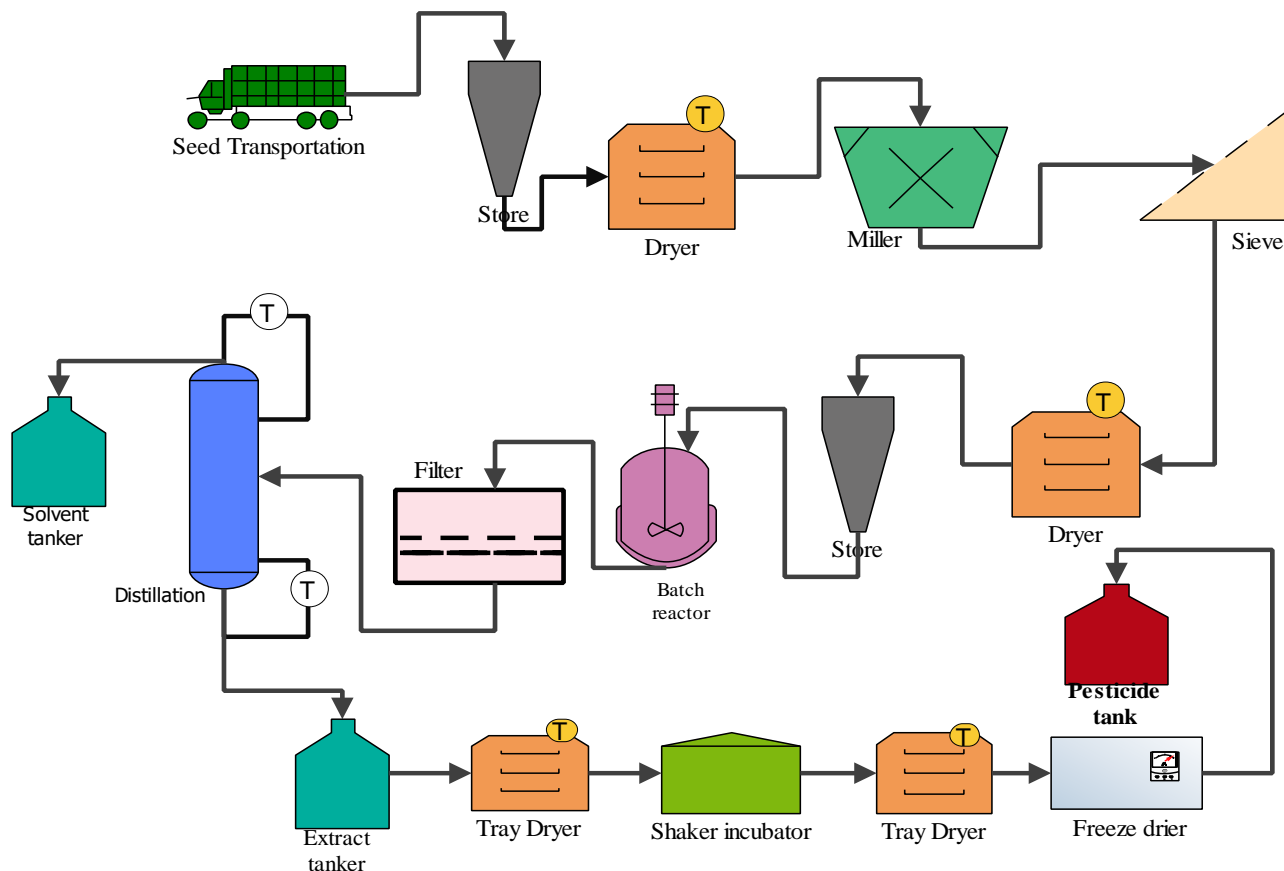 T
Seed Transportation
Store
Dryer
Miller
Sieve
T
T
Solvent
tanker
Distillation
T
Filter
Batch
reactor
Store
Dryer
Pesticide
tank
Extract
tanker
T
Tray Dryer
Shaker incubator
T
Tray Dryer
Freeze drier